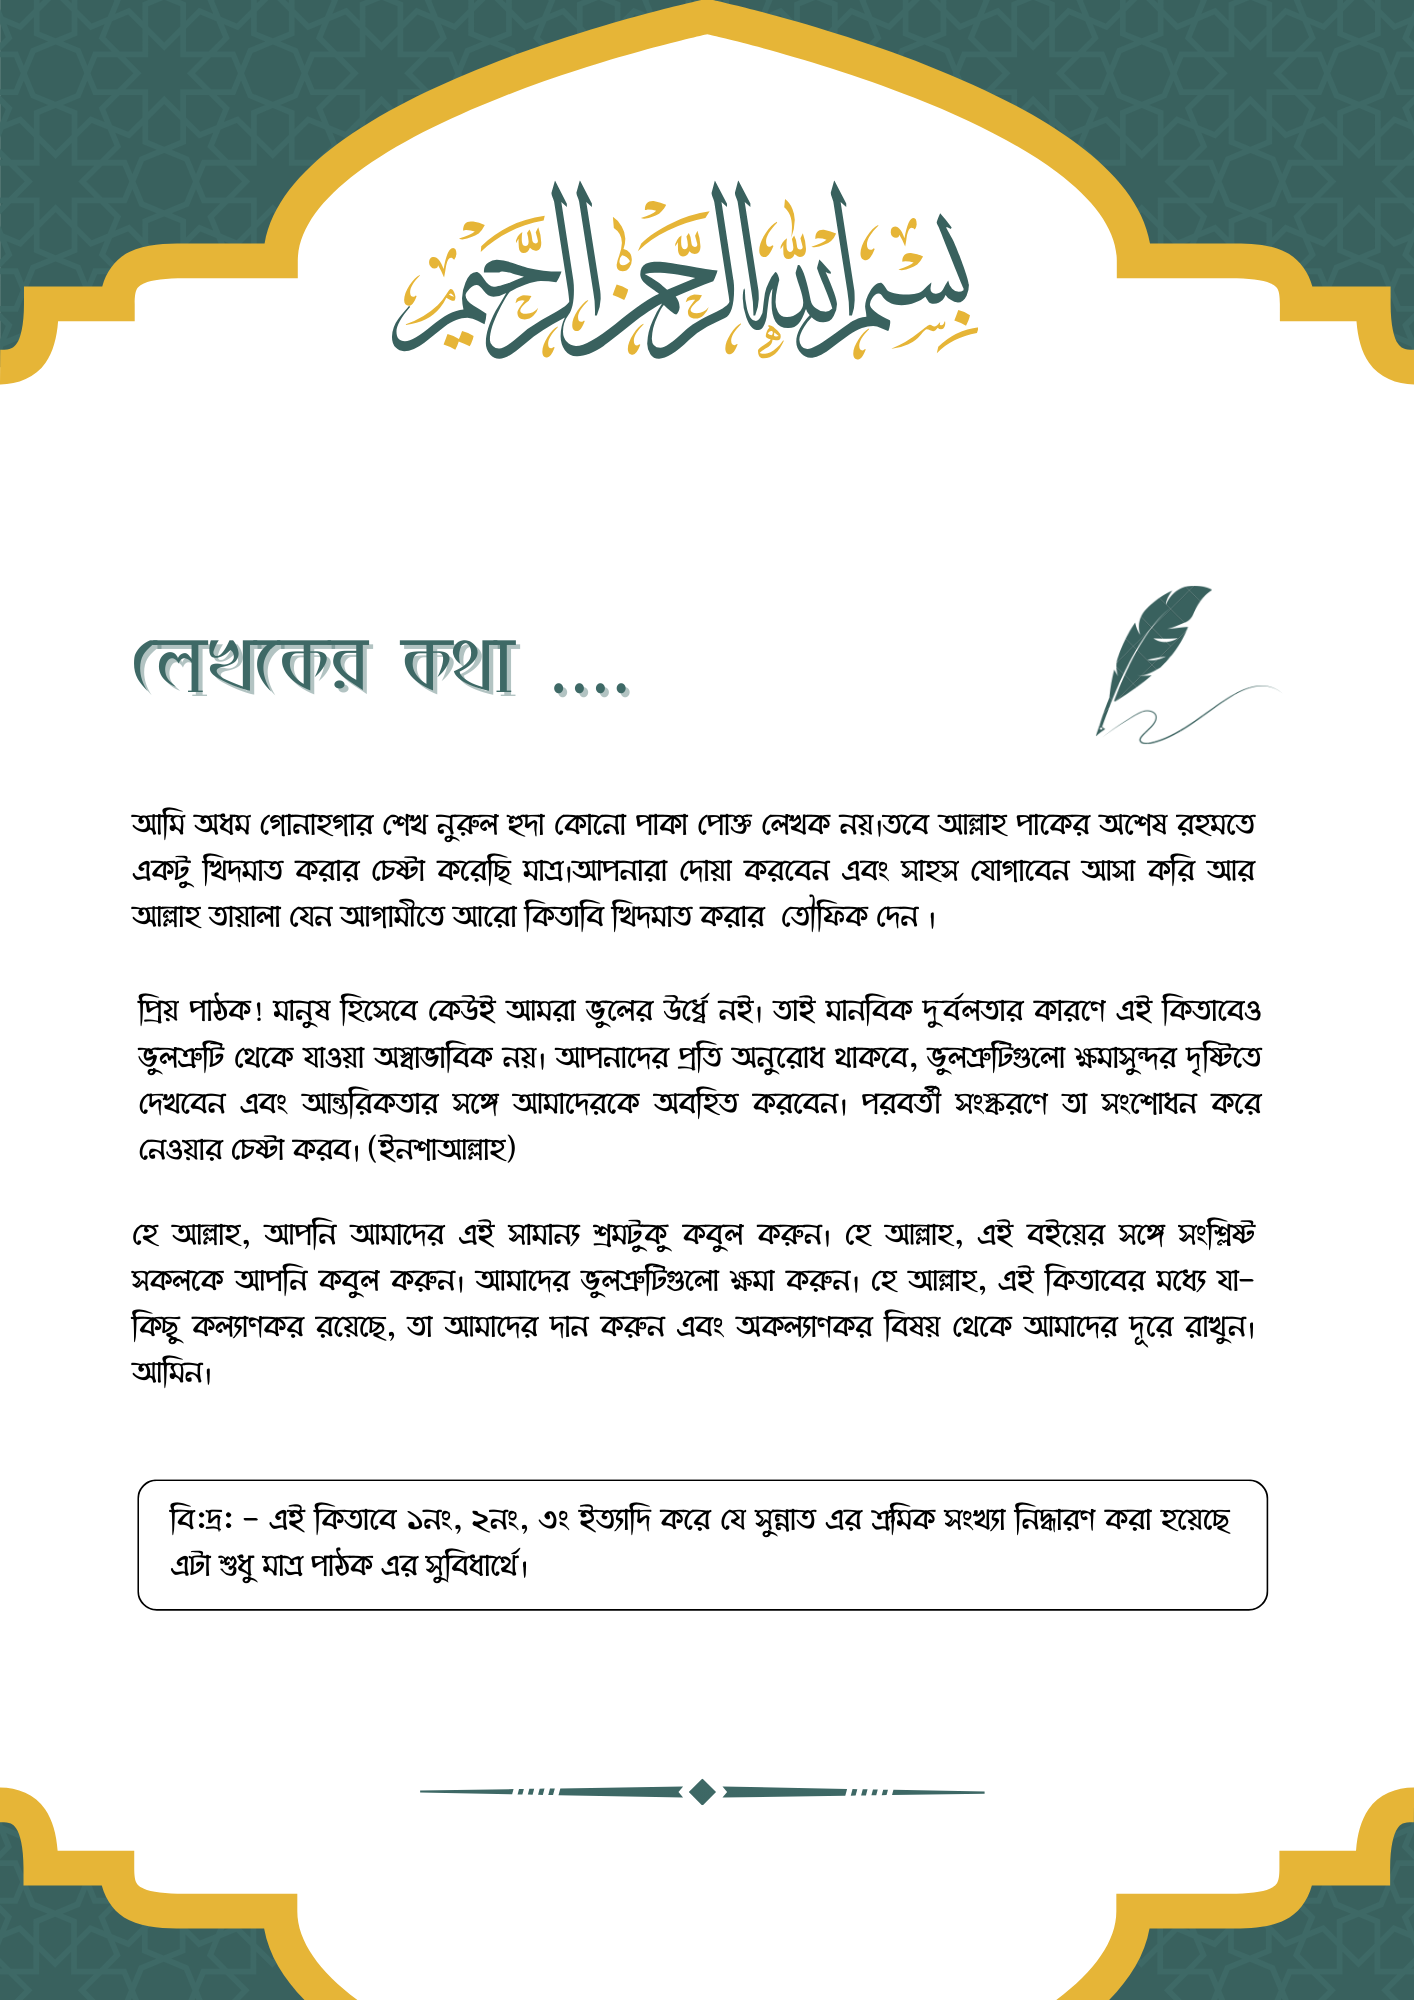 بسم الله الرحمن الرحيم
লেখকের কথা ....
আমি অধম গোনাহগার শেখ নুরুল হুদা কোনো পাকা পোক্ত লেখক নয়।তবে আল্লাহ পাকের অশেষ রহমতে
একটু খিদমাত করার চেষ্টা করেছি মাত্র।আপনারা দোয়া করবেন এবং সাহস যোগাবেন আসা করি আর
আল্লাহ তায়ালা যেন আগামীতে আরো কিতাবি খিদমাত করার তৌফিক দেন ।
প্রিয় পাঠক! মানুষ হিসেবে কেউই আমরা ভুলের উর্ধ্বে নই। তাই মানবিক দুর্বলতার কারণে এই কিতাবেও
ভুলত্রুটি থেকে যাওয়া অস্বাভাবিক নয়। আপনাদের প্রতি অনুরোধ থাকবে, ভুলত্রুটিগুলো ক্ষমাসুন্দর দৃষ্টিতে
দেখবেন এবং আন্তরিকতার সঙ্গে আমাদেরকে অবহিত করবেন। পরবর্তী সংস্করণে তা সংশোধন করে
নেওয়ার চেষ্টা করব। (ইনশাআল্লাহ)
হে আল্লাহ, আপনি আমাদের এই সামান্য শ্রমটুকু কবুল করুন। হে আল্লাহ, এই বইয়ের সঙ্গে সংশ্লিষ্ট
সকলকে আপনি কবুল করুন। আমাদের ভুলত্রুটিগুলো ক্ষমা করুন। হে আল্লাহ, এই কিতাবের মধ্যে যা-
কিছু কল্যাণকর রয়েছে, তা আমাদের দান করুন এবং অকল্যাণকর বিষয় থেকে আমাদের দূরে রাখুন।
আমিন।
বি:দ্র: - এই কিতাবে ১নং, ২নং, ৩ং ইত্যাদি করে যে সুন্নাত এর শ্রমিক সংখ্যা নিদ্ধারণ করা হয়েছে
এটা শুধু মাত্র পাঠক এর সুবিধার্থে।